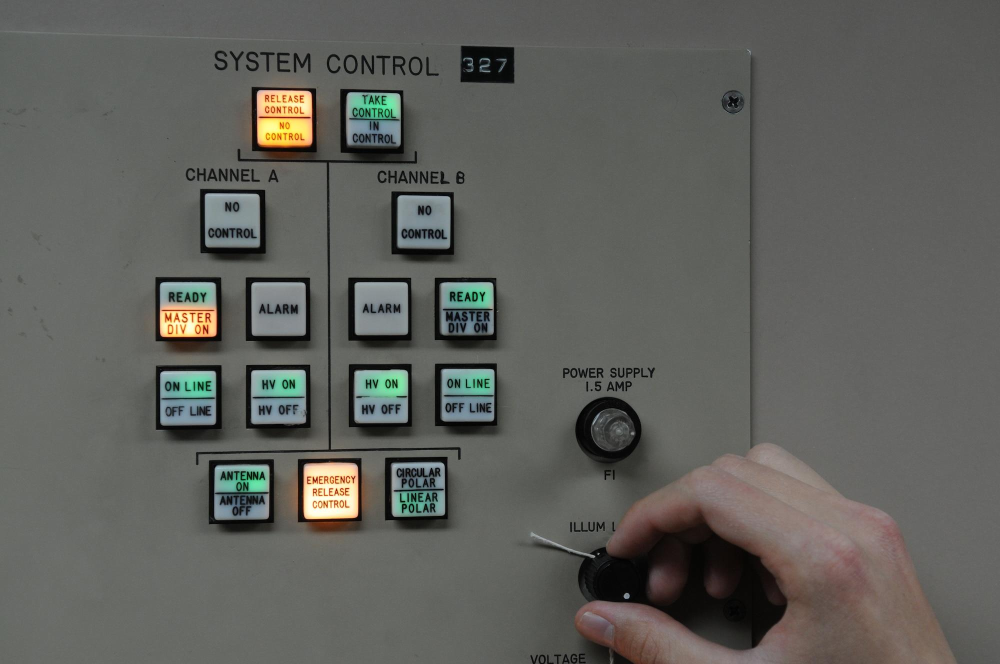 SYSTEM CONTROL 327
RELEASE
CONTROL
NO
CONTROL
TAKE
CONTROL
IN
CONTROL
CHANNEL A
CHANNEL B
NO
CONTROL
NO
CONTROL
READY
MASTER
DIV ON
ALARM
ALARM
READY
MASTER
DIV ON
ON LINE
OFF LINE
HV ON
HV OFF
HV ON
HV OFF
ON LINE
OFF LINE
POWER SUPPLY
1.5 AMP
F1
ANTENNA
ON
ANTENNA
OFF
EMERGENCY
RELEASE
CONTROL
CIRCULAR
POLAR
LINEAR
POLAR
ILLUM
VOLTAGE